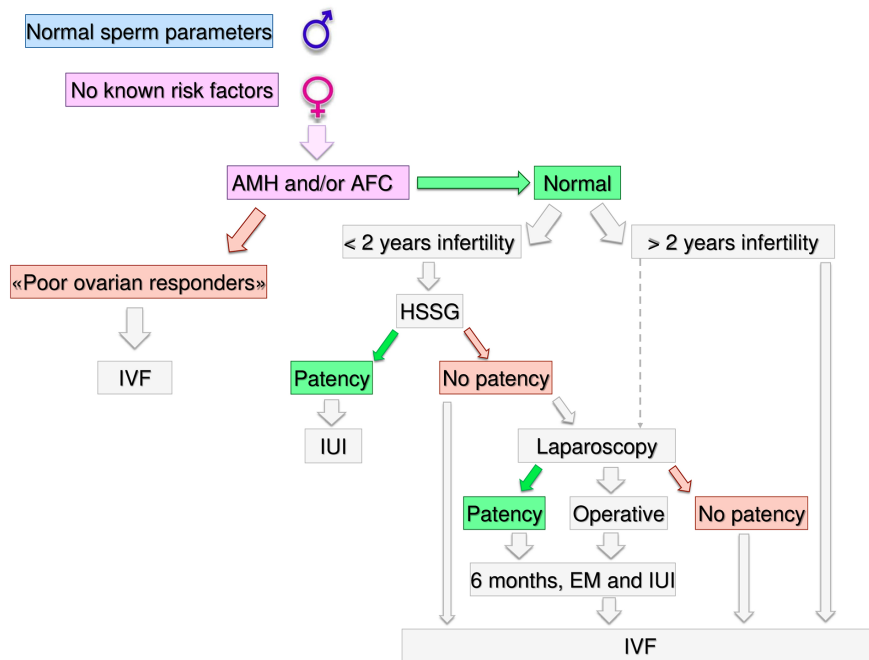 Normal sperm parameters
No known risk factors
AMH and/or AFC
Normal
< 2 years infertility
> 2 years infertility
«Poor ovarian responders»
HSSG
IVF
Patency
No patency
IUI
Laparoscopy
Patency
Operative
No patency
6 months, EM and IUI
IVF